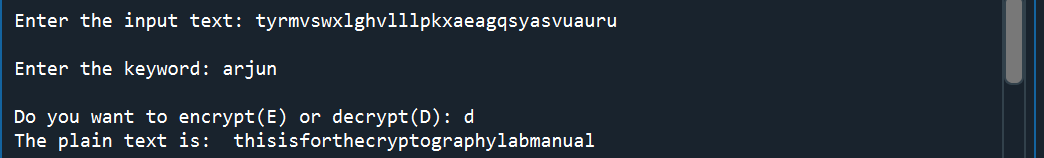 Enter the input text: tyrmvswxlghvlllpkxaeagqsyasvuauru
Enter the keyword: arjun
Do you want to encrypt(E) or decrypt(D): d
The plain text is:  thisisforthecryptographylabmanual